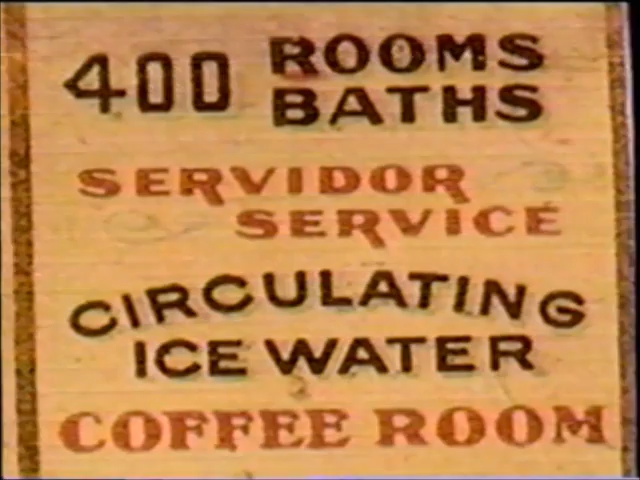 400 ROOMS
BATHS
SERVIDOR
SERVICE
CIRCULATING
ICE WATER
COFFEE ROOM